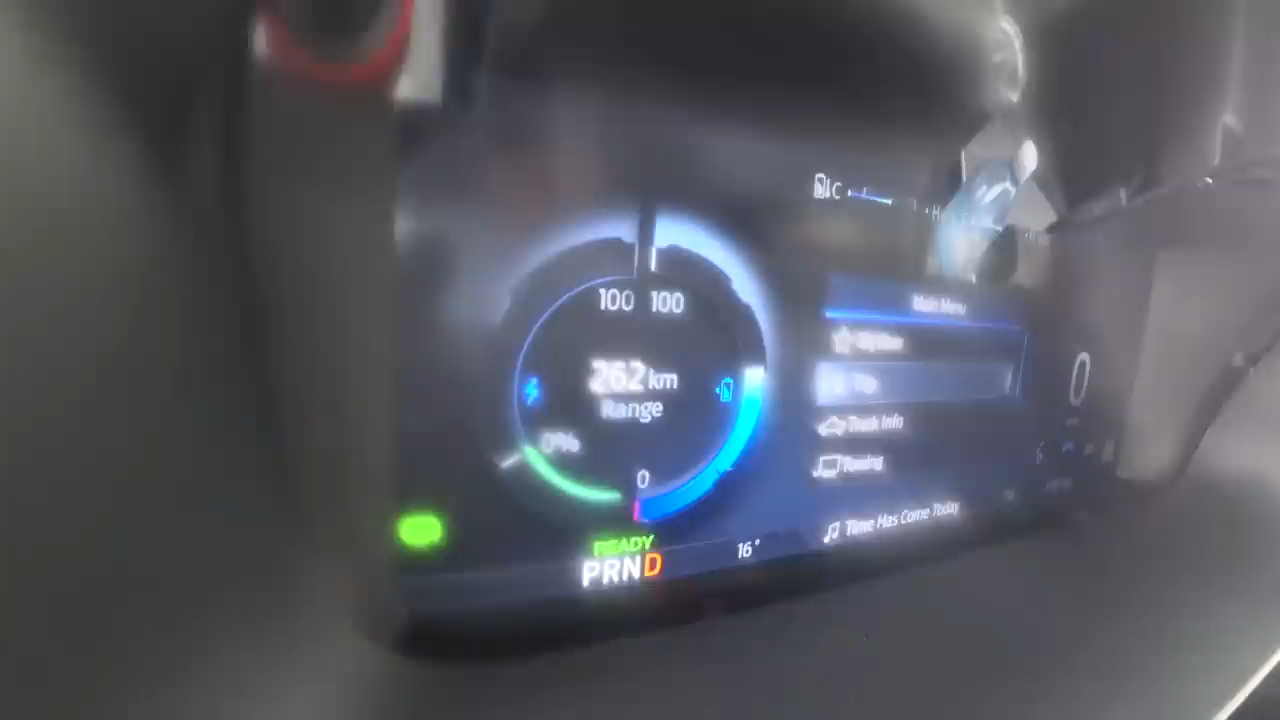 C
H
100 100
262 km
Range
0%
0
READY
PRND
16°
Main Menu
Truck Info
Towing
Time Has Come Today
0